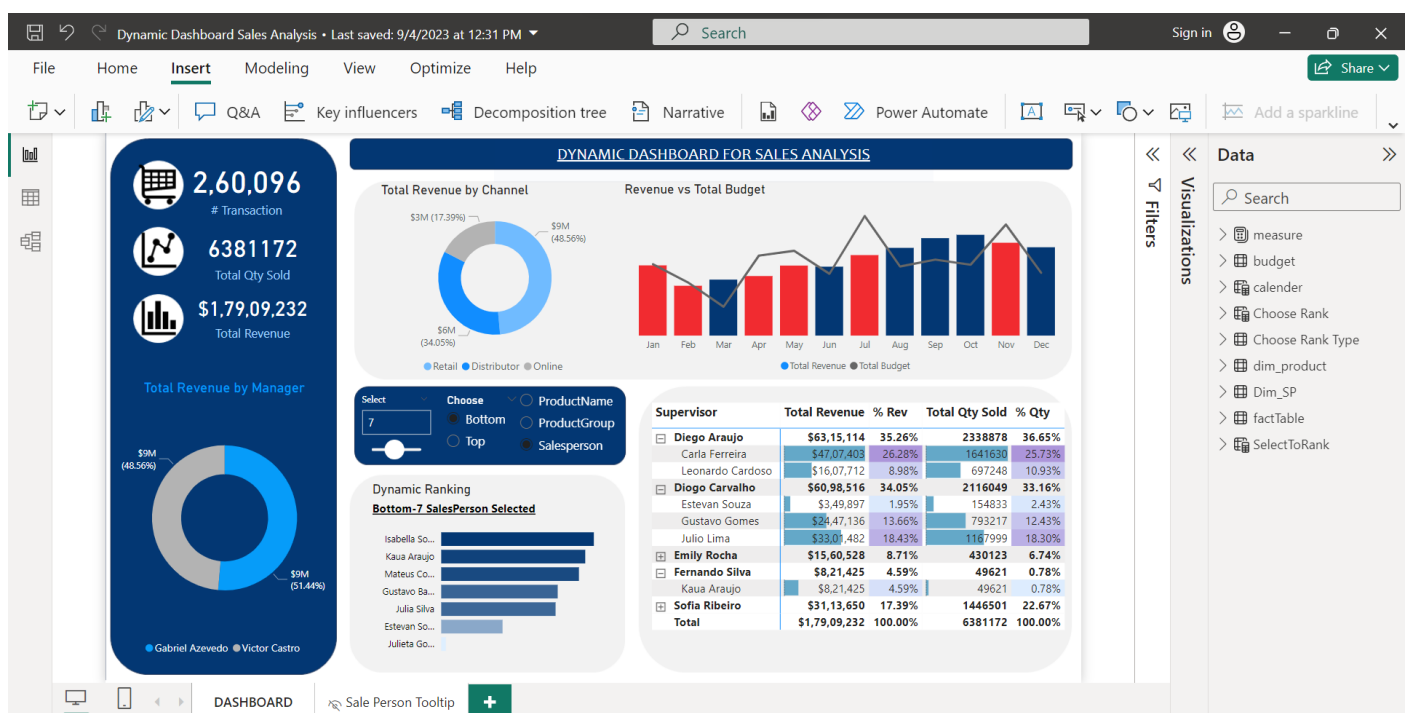 Dynamic Dashboard Sales Analysis • Last saved: 9/4/2023 at 12:31 PM
Search
Sign in
File Home Insert Modeling View Optimize Help
Share
Q&A Key influencers Decomposition tree Narrative Power Automate Add a sparkline
2,60,096
# Transaction
6381172
Total Qty Sold
$1,79,09,232
Total Revenue
Total Revenue by Manager
$9M
(48.56%)
$9M
(51.44%)
Gabriel Azevedo Victor Castro
DYNAMIC DASHBOARD FOR SALES ANALYSIS
Total Revenue by Channel
$3M (17.39%)
$9M
(48.56%)
$6M
(34.05%)
Retail Distributor Online
Revenue vs Total Budget
Jan Feb Mar Apr May Jun Jul Aug Sep Oct Nov Dec
Total Revenue Total Budget
Select
7
Choose
Bottom
Top
ProductName
ProductGroup
Salesperson
Dynamic Ranking
Bottom-7 SalesPerson Selected
Isabella So...
Kaua Araujo
Mateus Co...
Gustavo Ba...
Julia Silva
Estevan So...
Julieta Go...
Supervisor Total Revenue % Rev Total Qty Sold % Qty
Diego Araujo $63,15,114 35.26% 2338878 36.65%
Carla Ferreira $47,07,403 26.28% 1641630 25.73%
Leonardo Cardoso $16,07,712 8.98% 697248 10.93%
Diogo Carvalho $60,98,516 34.05% 2116049 33.16%
Estevan Souza $3,49,897 1.95% 154833 2.43%
Gustavo Gomes $24,47,136 13.66% 793217 12.43%
Julio Lima $33,01,482 18.43% 1167999 18.30%
Emily Rocha $15,60,528 8.71% 430123 6.74%
Fernando Silva $8,21,425 4.59% 49621 0.78%
Kaua Araujo $8,21,425 4.59% 49621 0.78%
Sofia Ribeiro $31,13,650 17.39% 1446501 22.67%
Total $1,79,09,232 100.00% 6381172 100.00%
Filters
Visualizations
Data
Search
measure
budget
calender
Choose Rank
Choose Rank Type
dim_product
Dim_SP
factTable
SelectToRank
DASHBOARD
Sale Person Tooltip